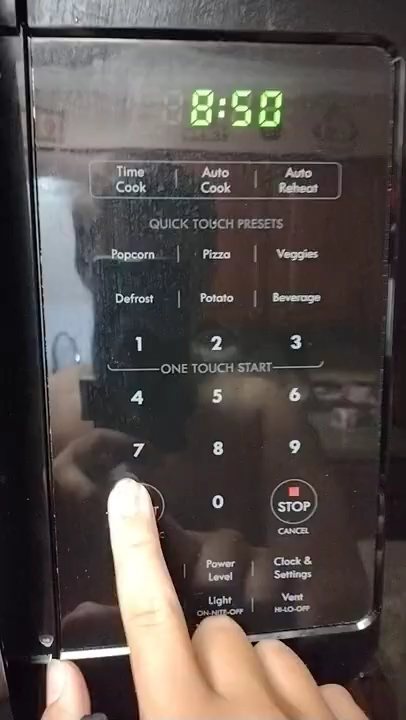 8:50
Time Cook | Auto Cook | Auto Reheat
QUICK TOUCH PRESETS
Popcorn | Pizza | Veggies
Defrost | Potato | Beverage
1 2 3
ONE TOUCH START
4 5 6
7 8 9
0 STOP
CANCEL
Power Level Clock & Settings
Light | Vent
ON-NITE-OFF HI-LO-OFF